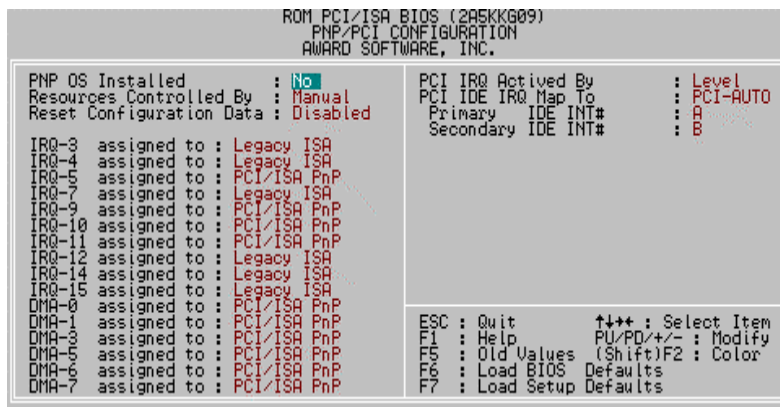 ROM PCI/ISA BIOS (2A5KKG09)
PNP/PCI CONFIGURATION
AWARD SOFTWARE, INC.
PNP OS Installed : No
Resources Controlled By : Manual
Reset Configuration Data : Disabled
IRQ-3 assigned to : Legacy ISA
IRQ-4 assigned to : Legacy ISA
IRQ-5 assigned to : PCI/ISA PnP
IRQ-7 assigned to : Legacy ISA
IRQ-9 assigned to : PCI/ISA PnP
IRQ-10 assigned to : PCI/ISA PnP
IRQ-11 assigned to : PCI/ISA PnP
IRQ-12 assigned to : Legacy ISA
IRQ-14 assigned to : Legacy ISA
IRQ-15 assigned to : Legacy ISA
DMA-0 assigned to : PCI/ISA PnP
DMA-1 assigned to : PCI/ISA PnP
DMA-3 assigned to : PCI/ISA PnP
DMA-5 assigned to : PCI/ISA PnP
DMA-6 assigned to : PCI/ISA PnP
DMA-7 assigned to : PCI/ISA PnP
PCI IRQ Actived By : Level
PCI IDE IRQ Map To : PCI-AUTO
Primary IDE INT# : A
Secondary IDE INT# : B
ESC : Quit ↑↓→← : Select Item
F1 : Help PU/PD/+/- : Modify
F5 : Old Values (Shift)F2 : Color
F6 : Load BIOS Defaults
F7 : Load Setup Defaults